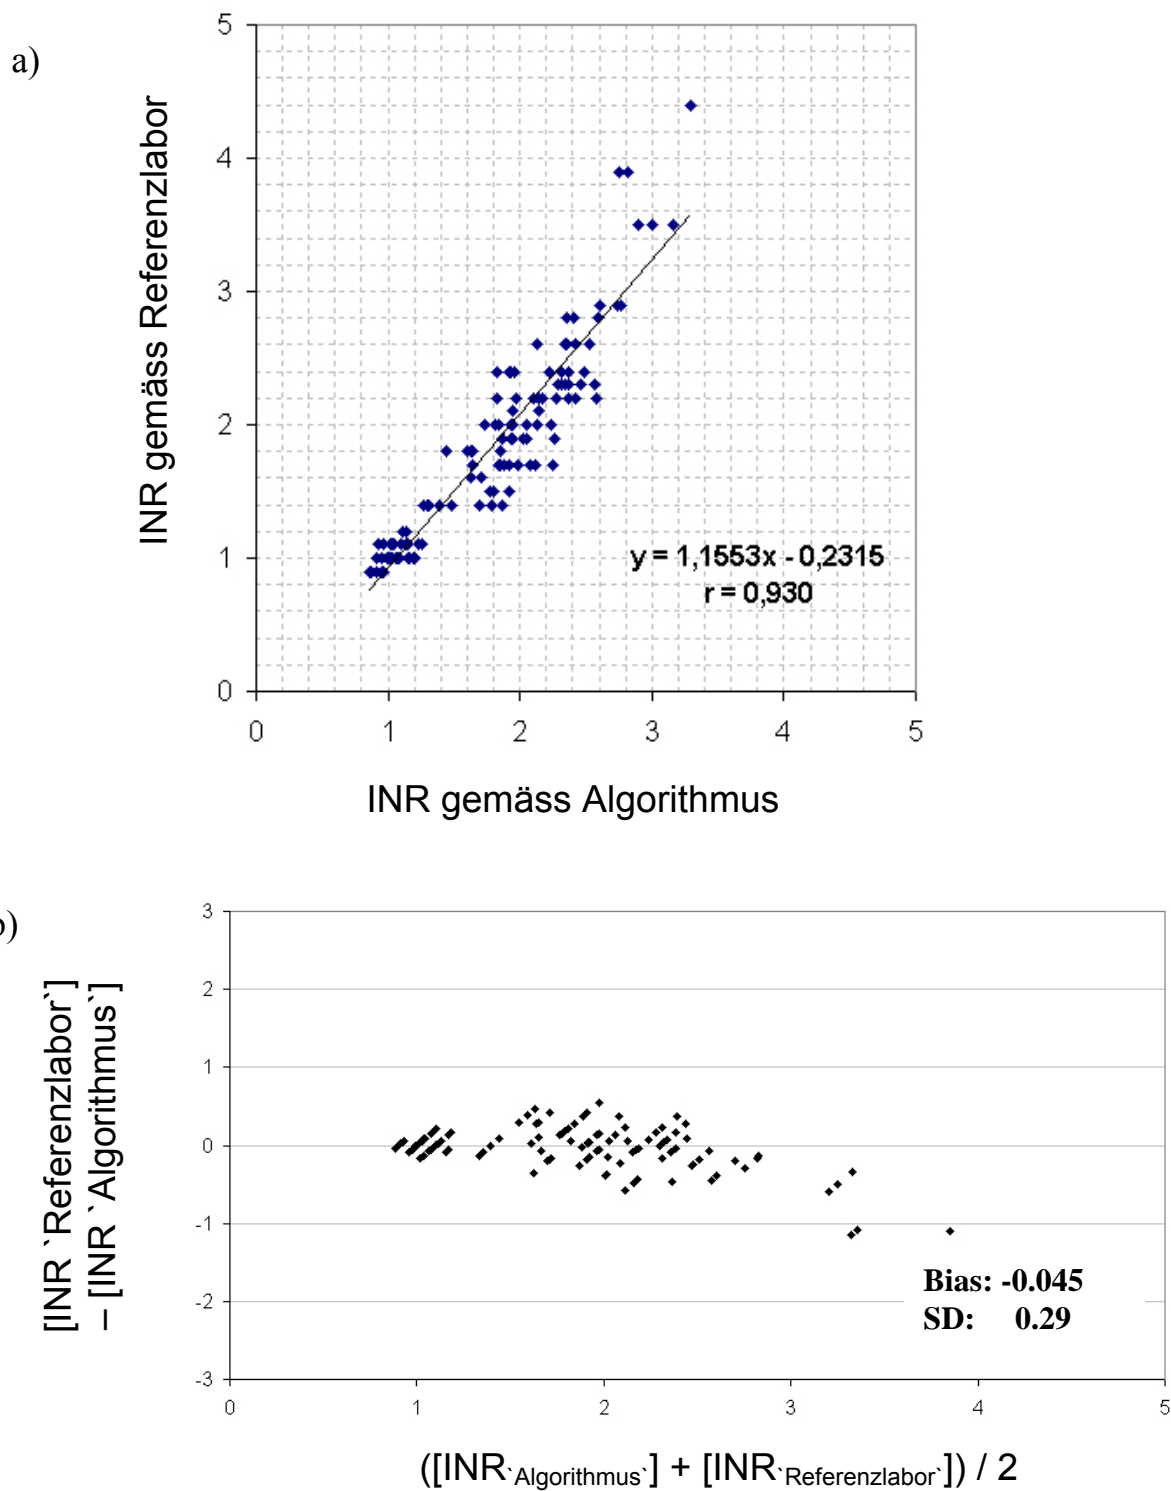 a)
INR gemäss Referenzlabor
5
4
3
2
1
0
y = 1,1553x - 0,2315
r = 0,930
0 1 2 3 4 5
INR gemäss Algorithmus
b)
[INR `Referenzlabor`]
– [INR `Algorithmus`]
3
2
1
0
-1
-2
-3
Bias: -0.045
SD: 0.29
0 1 2 3 4 5
([INR`Algorithmus`] + [INR`Referenzlabor`]) / 2